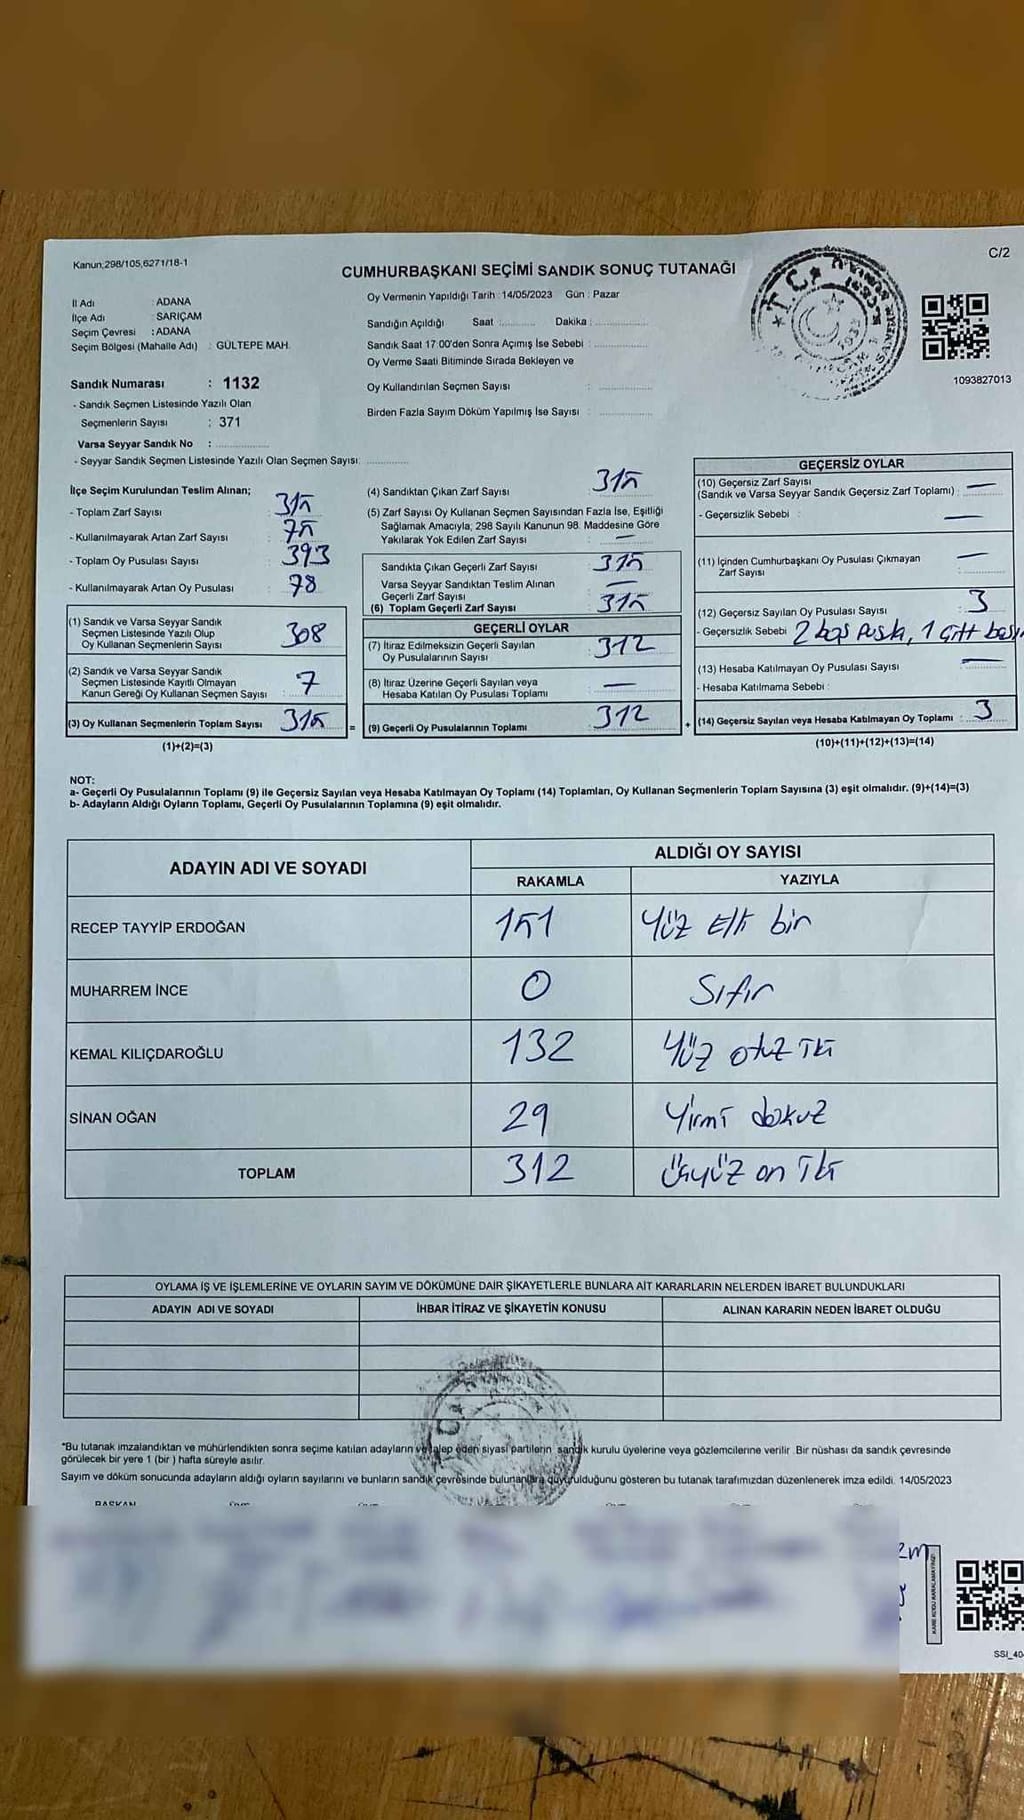 Kanun;298/105,6271/18-1
C/2
CUMHURBAŞKANI SEÇİMİ SANDIK SONUÇ TUTANAĞI
İl Adı : ADANA
İlçe Adı : SARIÇAM
Seçim Çevresi : ADANA
Seçim Bölgesi (Mahalle Adı) : GÜLTEPE MAH.
Oy Vermenin Yapıldığı Tarih : 14/05/2023 Gün : Pazar
Sandığın Açıldığı Saat :............ Dakika :................
Sandık Saat 17:00'den Sonra Açımış İse Sebebi :................
Oy Verme Saati Bitiminde Sırada Bekleyen ve
Oy Kullandırılan Seçmen Sayısı :................
Birden Fazla Sayım Döküm Yapılmış İse Sayısı :................
T.C.
1093827013
Sandık Numarası : 1132
- Sandık Seçmen Listesinde Yazılı Olan
Seçmenlerin Sayısı : 371
Varsa Seyyar Sandık No :................
- Seyyar Sandık Seçmen Listesinde Yazılı Olan Seçmen Sayısı:............
İlçe Seçim Kurulundan Teslim Alınan;
- Toplam Zarf Sayısı : 315
- Kullanılmayarak Artan Zarf Sayısı : 75
- Toplam Oy Pusulası Sayısı : 393
- Kullanılmayarak Artan Oy Pusulası : 78
(1) Sandık ve Varsa Seyyar Sandık
Seçmen Listesinde Yazılı Olup
Oy Kullanan Seçmenlerin Sayısı : 308
(2) Sandık ve Varsa Seyyar Sandık
Seçmen Listesinde Kayıtlı Olmayan
Kanun Gereği Oy Kullanan Seçmen Sayısı : 7
(3) Oy Kullanan Seçmenlerin Toplam Sayısı : 315 =
(1)+(2)=(3)
(4) Sandıktan Çıkan Zarf Sayısı : 315
(5) Zarf Sayısı Oy Kullanan Seçmen Sayısından Fazla İse, Eşitliği
Sağlamak Amacıyla; 298 Sayılı Kanunun 98. Maddesine Göre
Yakılarak Yok Edilen Zarf Sayısı : —
Sandıkta Çıkan Geçerli Zarf Sayısı : 315
Varsa Seyyar Sandıktan Teslim Alınan
Geçerli Zarf Sayısı : —
(6) Toplam Geçerli Zarf Sayısı : 315
GEÇERLİ OYLAR
(7) İtiraz Edilmeksizin Geçerli Sayılan
Oy Pusulalarının Sayısı : 312
(8) İtiraz Üzerine Geçerli Sayılan veya
Hesaba Katılan Oy Pusulası Toplamı : —
(9) Geçerli Oy Pusulalarının Toplamı : 312 +
GEÇERSİZ OYLAR
(10) Geçersiz Zarf Sayısı
(Sandık ve Varsa Seyyar Sandık Geçersiz Zarf Toplamı) : —
- Geçersizlik Sebebi : —
(11) İçinden Cumhurbaşkanı Oy Pusulası Çıkmayan
Zarf Sayısı : —
(12) Geçersiz Sayılan Oy Pusulası Sayısı : 3
- Geçersizlik Sebebi : 2 boş pusla, 1 çift
(13) Hesaba Katılmayan Oy Pusulası Sayısı : —
- Hesaba Katılmama Sebebi :
(14) Geçersiz Sayılan veya Hesaba Katılmayan Oy Toplamı : 3
(10)+(11)+(12)+(13)=(14)
NOT:
a- Geçerli Oy Pusulalarının Toplamı (9) ile Geçersiz Sayılan veya Hesaba Katılmayan Oy Toplamı (14) Toplamları, Oy Kullanan Seçmenlerin Toplam Sayısına (3) eşit olmalıdır. (9)+(14)=(3)
b- Adayların Aldığı Oyların Toplamı, Geçerli Oy Pusulalarının Toplamına (9) eşit olmalıdır.
ADAYIN ADI VE SOYADI
ALDIĞI OY SAYISI
RAKAMLA YAZIYLA
RECEP TAYYİP ERDOĞAN 151 Yüz Elli bir
MUHARREM İNCE 0 Sıfır
KEMAL KILIÇDAROĞLU 132 Yüz otuz iki
SİNAN OĞAN 29 Yirmi dokuz
TOPLAM 312 Üçyüz on iki
OYLAMA İŞ VE İŞLEMLERİNE VE OYLARIN SAYIM VE DÖKÜMÜNE DAİR ŞİKAYETLERLE BUNLARA AİT KARARLARIN NELERDEN İBARET BULUNDUKLARI
ADAYIN ADI VE SOYADI İHBAR İTİRAZ VE ŞİKAYETİN KONUSU ALINAN KARARIN NEDEN İBARET OLDUĞU
*Bu tutanak imzalandıktan ve mühürlendikten sonra seçime katılan adayların ve talep eden siyasi partilerin sandık kurulu üyelerine veya gözlemcilerine verilir .Bir nüshası da sandık çevresinde
görülecek bir yere 1 (bir ) hafta süreyle asılır.
Sayım ve döküm sonucunda adayların aldığı oyların sayılarını ve bunların sandık çevresinde bulunanlara duyurulduğunu gösteren bu tutanak tarafımızdan düzenlenerek imza edildi. 14/05/2023
BAŞKAN
KARE KODU KARALAMAYINIZ!
SSI_40